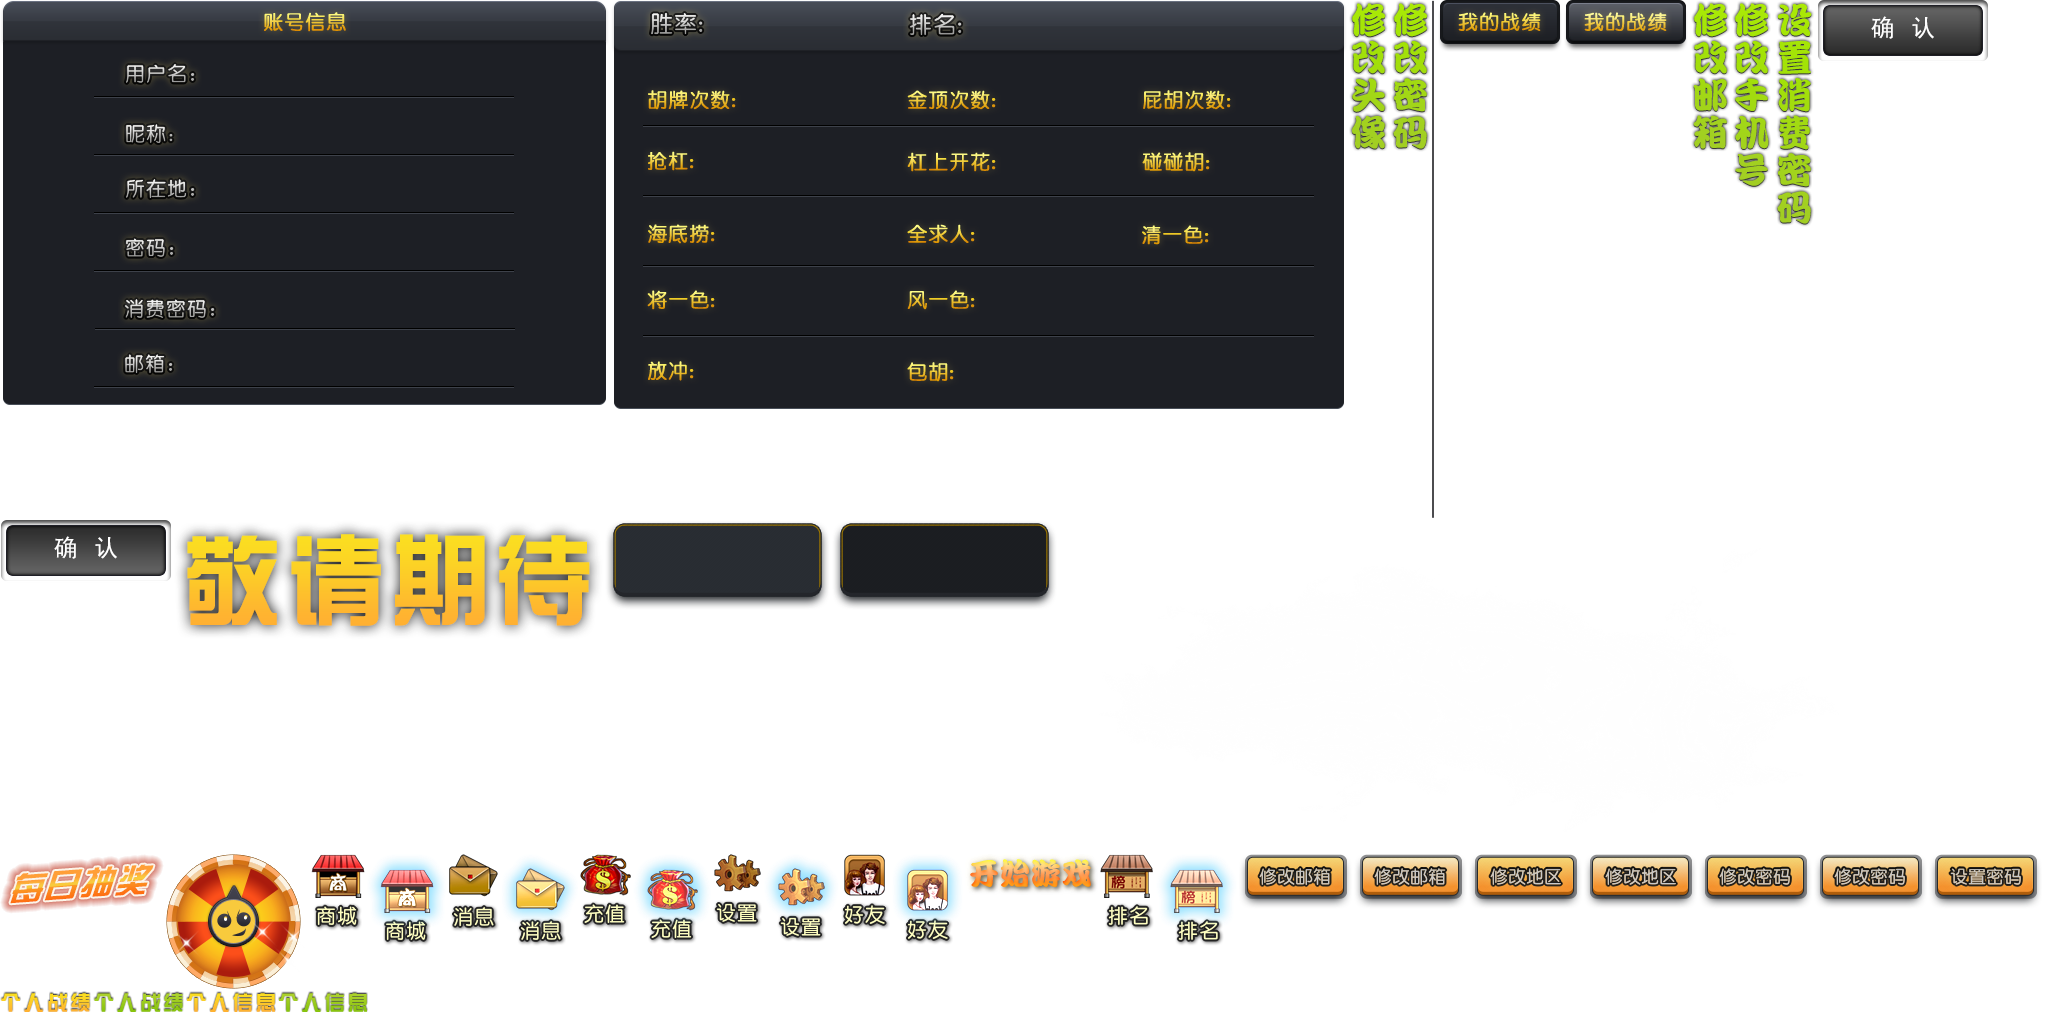 账号信息
用户名:
昵称:
所在地:
密码:
消费密码:
邮箱:
胜率:
排名:
胡牌次数:
金顶次数:
屁胡次数:
抢杠:
杠上开花:
碰碰胡:
海底捞:
全求人:
清一色:
将一色:
风一色:
放冲:
包胡:
修改头像
修改密码
我的战绩
我的战绩
修改邮箱
修改手机号
设置消费密码
确 认
确 认
敬请期待
每日抽奖
商
商城
商
商城
消息
消息
$
充值
$
充值
设置
设置
好友
好友
开始游戏
榜
排名
榜
排名
修改邮箱
修改邮箱
修改地区
修改地区
修改密码
修改密码
设置密码
个人战绩
个人战绩
个人信息
个人信息